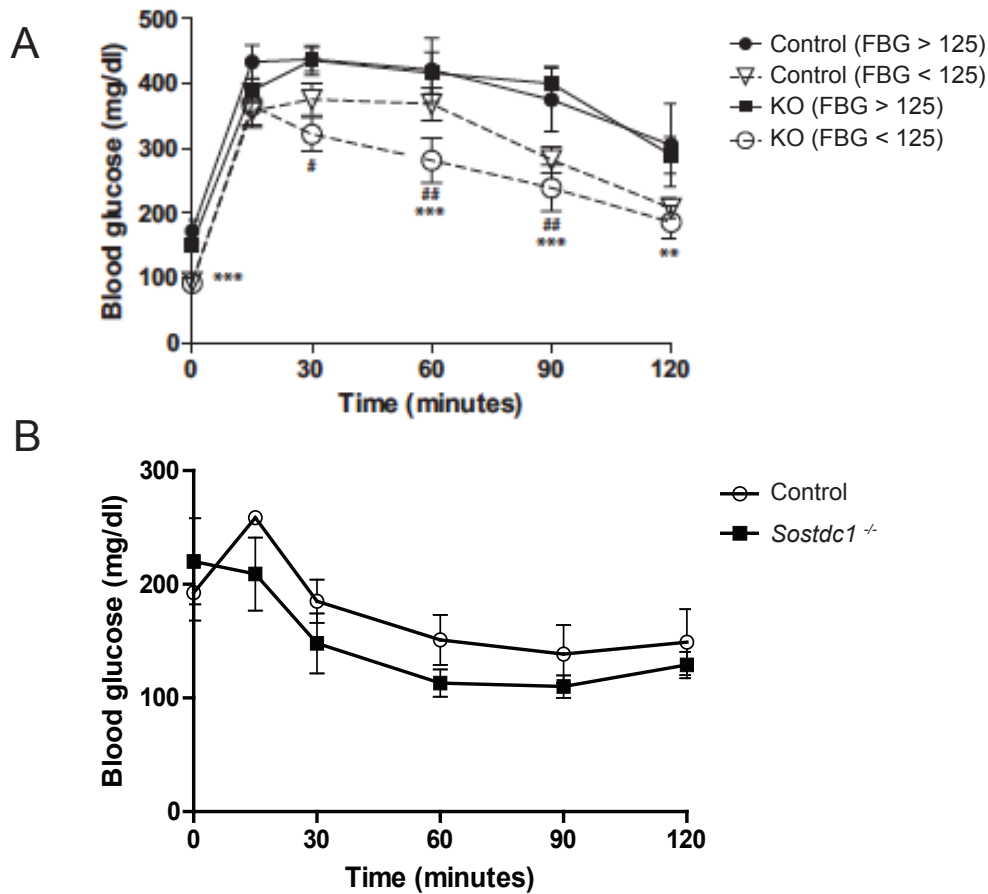 A
Blood glucose (mg/dl)
500
400
300
200
100
0
***
#
##
***
##
***
**
0 30 60 90 120
Time (minutes)
Control (FBG > 125)
Control (FBG < 125)
KO (FBG > 125)
KO (FBG < 125)
B
Blood glucose (mg/dl)
300
200
100
0
0 30 60 90 120
Time (minutes)
Control
Sostdc1 -/-